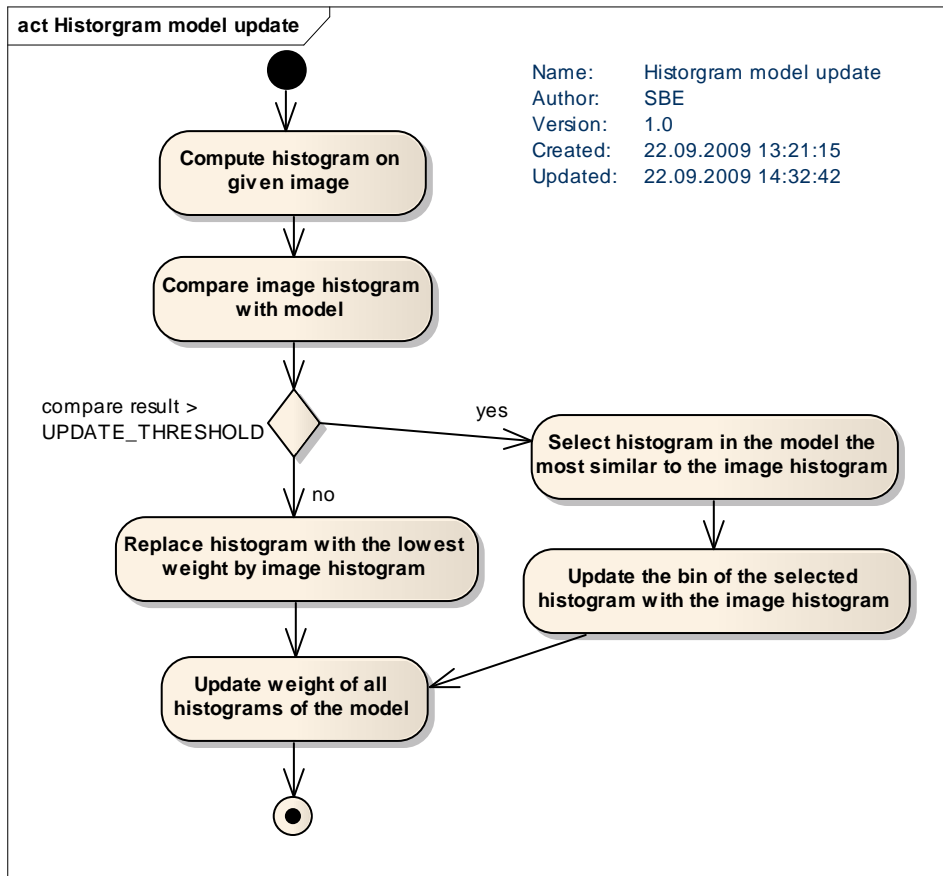 act Historgram model update
Name: Historgram model update
Author: SBE
Version: 1.0
Created: 22.09.2009 13:21:15
Updated: 22.09.2009 14:32:42
Compute histogram on
given image
Compare image histogram
with model
compare result >
UPDATE_THRESHOLD
yes
Select histogram in the model the
most similar to the image histogram
no
Replace histogram with the lowest
weight by image histogram
Update the bin of the selected
histogram with the image histogram
Update weight of all
histograms of the model